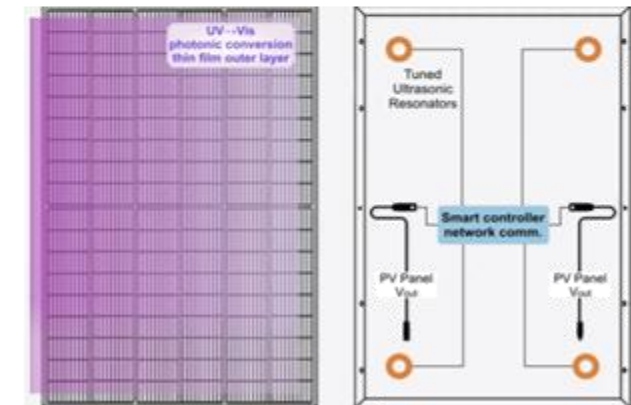 UV→Vis
photonic conversion
thin film outer layer
Tuned
Ultrasonic
Resonators
Smart controller
network comm.
PV Panel
Vout
PV Panel
Vout